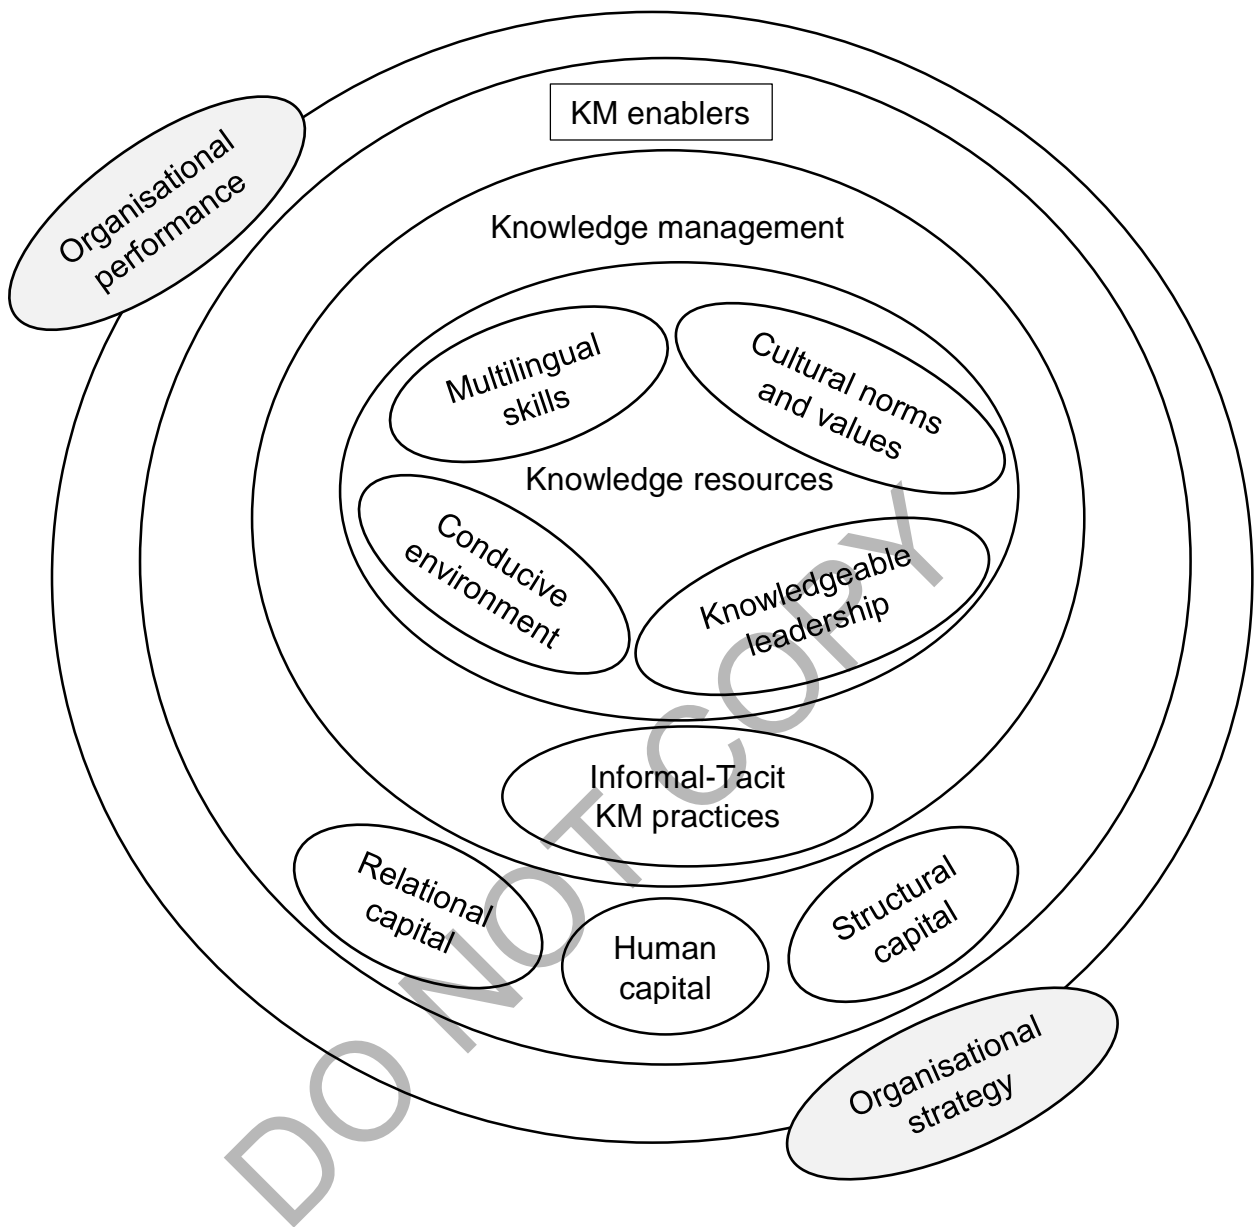 KM enablers
Organisational
performance
Knowledge management
Multilingual
skills
Cultural norms
and values
Knowledge resources
Conducive
environment
Knowledgeable
leadership
Informal-Tacit
KM practices
Relational
capital
Human
capital
Structural
capital
Organisational
strategy
DO NOT COPY